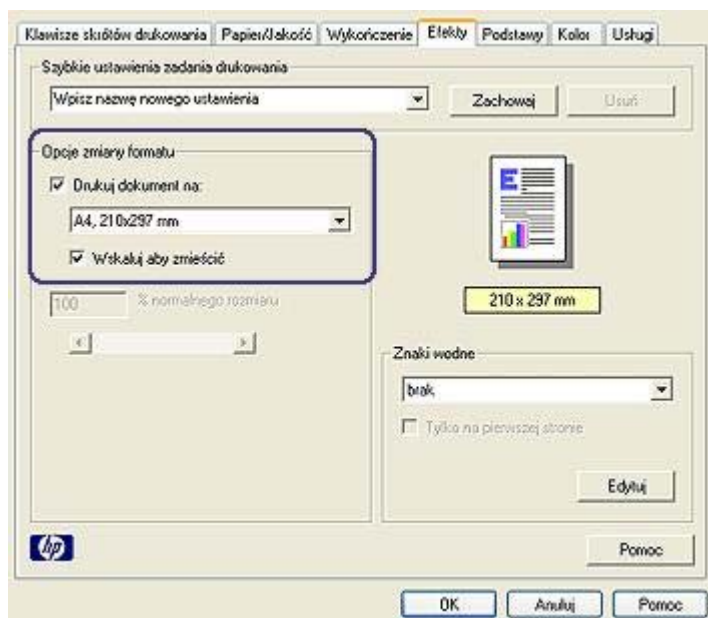 Klawisze skrótów drukowania Papier/Jakość Wykończenie Efekty Podstawy Kolor Usługi
Szybkie ustawienia zadania drukowania
Wpisz nazwę nowego ustawienia Zachowaj Usuń
Opcje zmiany formatu
Drukuj dokument na:
A4, 210x297 mm
Wskaluj aby zmieścić
100 % normalnego rozmiaru
E
210 x 297 mm
Znaki wodne
brak
Tylko na pierwszej stronie
Edytuj
hp
Pomoc
OK Anuluj Pomoc